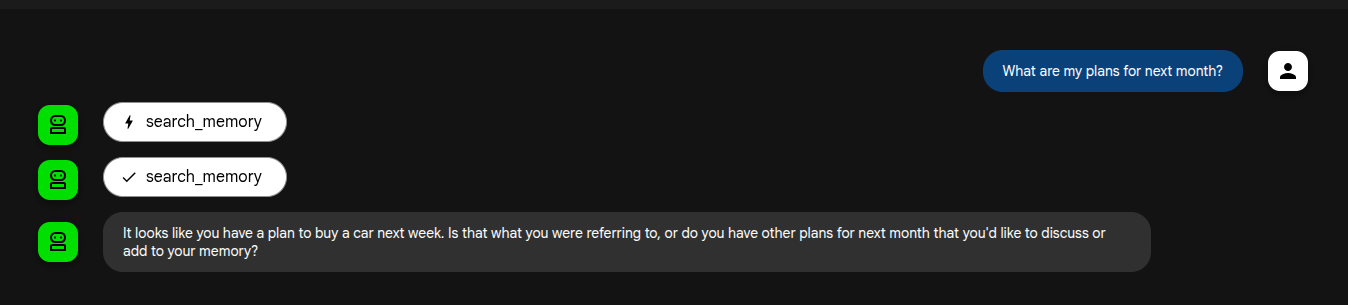 What are my plans for next month?
search_memory
search_memory
It looks like you have a plan to buy a car next week. Is that what you were referring to, or do you have other plans for next month that you'd like to discuss or
add to your memory?